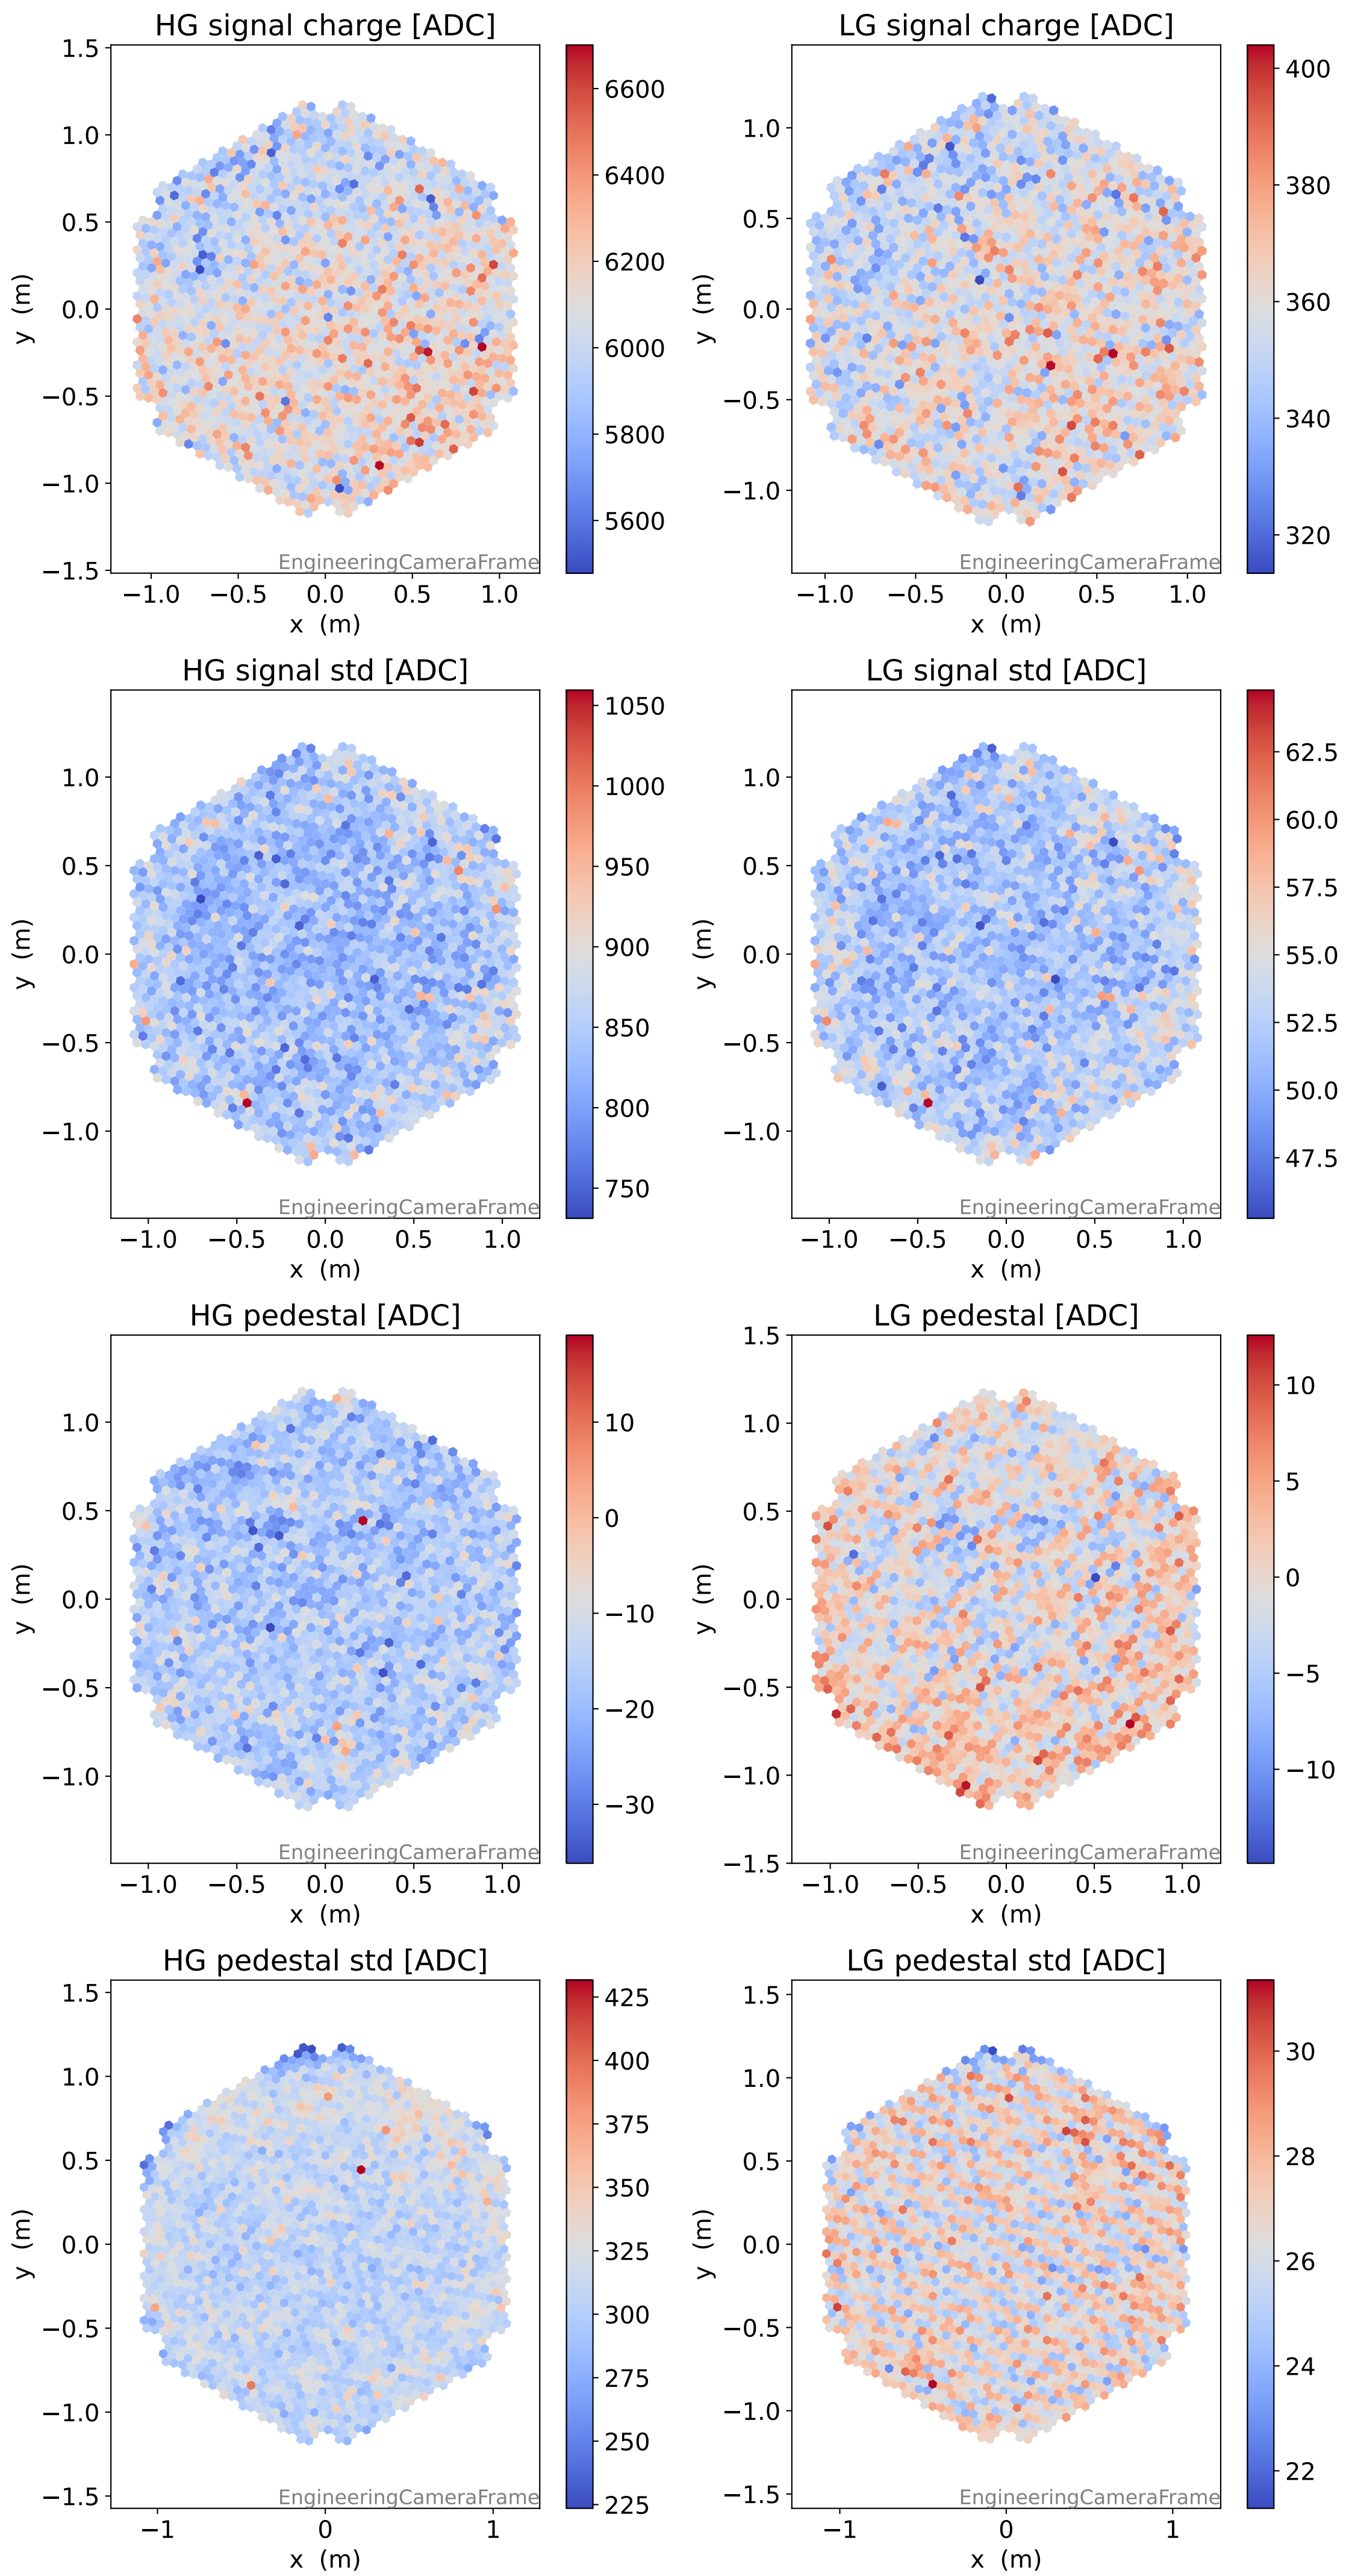 HG signal charge [ADC]
1.5
1.0
0.5
0.0
−0.5
−1.0
−1.5
y (m)
−1.0 −0.5 0.0 0.5 1.0
x (m)
EngineeringCameraFrame
6600
6400
6200
6000
5800
5600
LG signal charge [ADC]
1.0
0.5
0.0
−0.5
−1.0
y (m)
−1.0 −0.5 0.0 0.5 1.0
x (m)
EngineeringCameraFrame
400
380
360
340
320
HG signal std [ADC]
1.0
0.5
0.0
−0.5
−1.0
y (m)
−1.0 −0.5 0.0 0.5 1.0
x (m)
EngineeringCameraFrame
1050
1000
950
900
850
800
750
LG signal std [ADC]
1.0
0.5
0.0
−0.5
−1.0
y (m)
−1.0 −0.5 0.0 0.5 1.0
x (m)
EngineeringCameraFrame
62.5
60.0
57.5
55.0
52.5
50.0
47.5
HG pedestal [ADC]
1.0
0.5
0.0
−0.5
−1.0
y (m)
−1.0 −0.5 0.0 0.5 1.0
x (m)
EngineeringCameraFrame
10
0
−10
−20
−30
LG pedestal [ADC]
1.5
1.0
0.5
0.0
−0.5
−1.0
−1.5
y (m)
−1.0 −0.5 0.0 0.5 1.0
x (m)
EngineeringCameraFrame
10
5
0
−5
−10
HG pedestal std [ADC]
1.5
1.0
0.5
0.0
−0.5
−1.0
−1.5
y (m)
−1 0 1
x (m)
EngineeringCameraFrame
425
400
375
350
325
300
275
250
225
LG pedestal std [ADC]
1.5
1.0
0.5
0.0
−0.5
−1.0
−1.5
y (m)
−1 0 1
x (m)
EngineeringCameraFrame
30
28
26
24
22